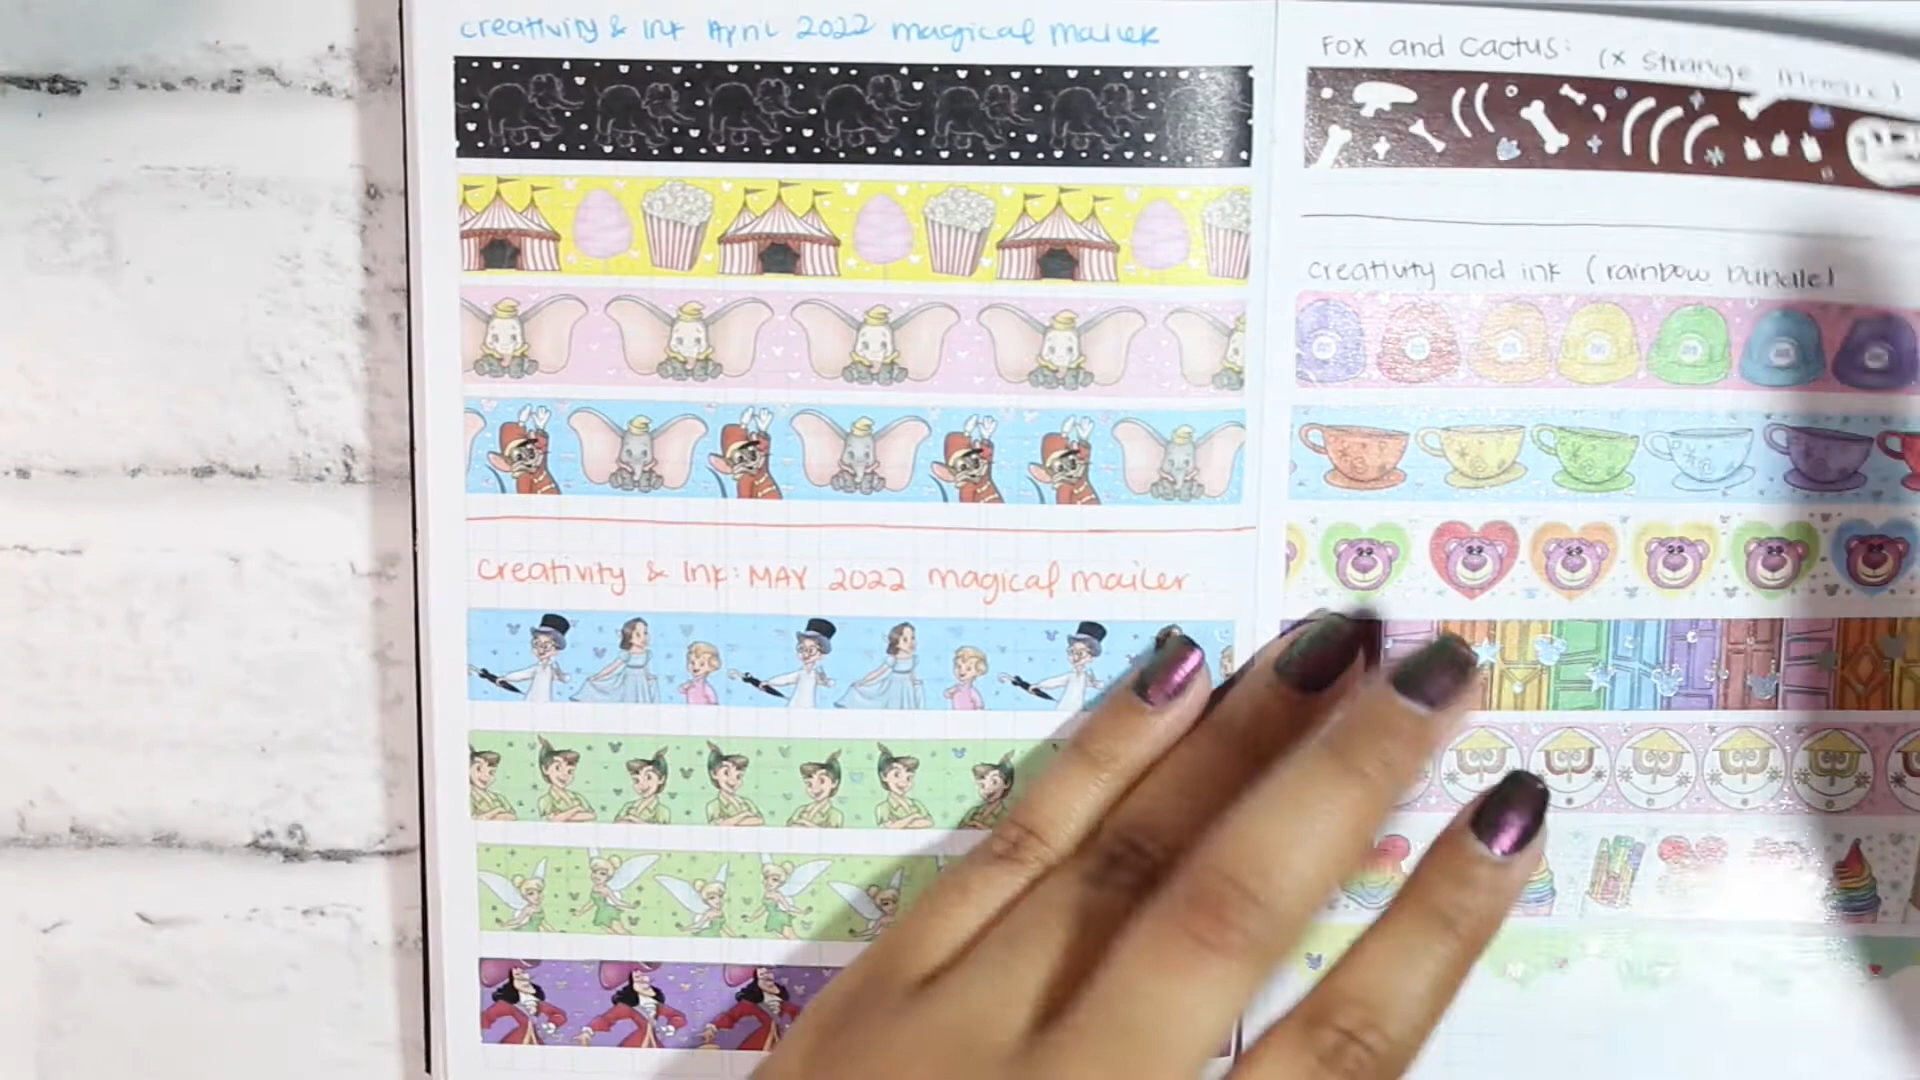 creativity & Ink April 2022 magical mailer
creativity & Ink: MAY 2022 magical mailer
Fox and Cactus: (x Strange
creativity and ink (rainbow bundle)